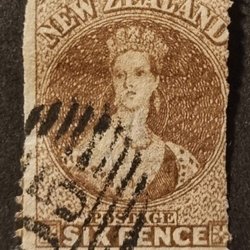 NEW ZEALAND
POSTAGE
SIX PENCE